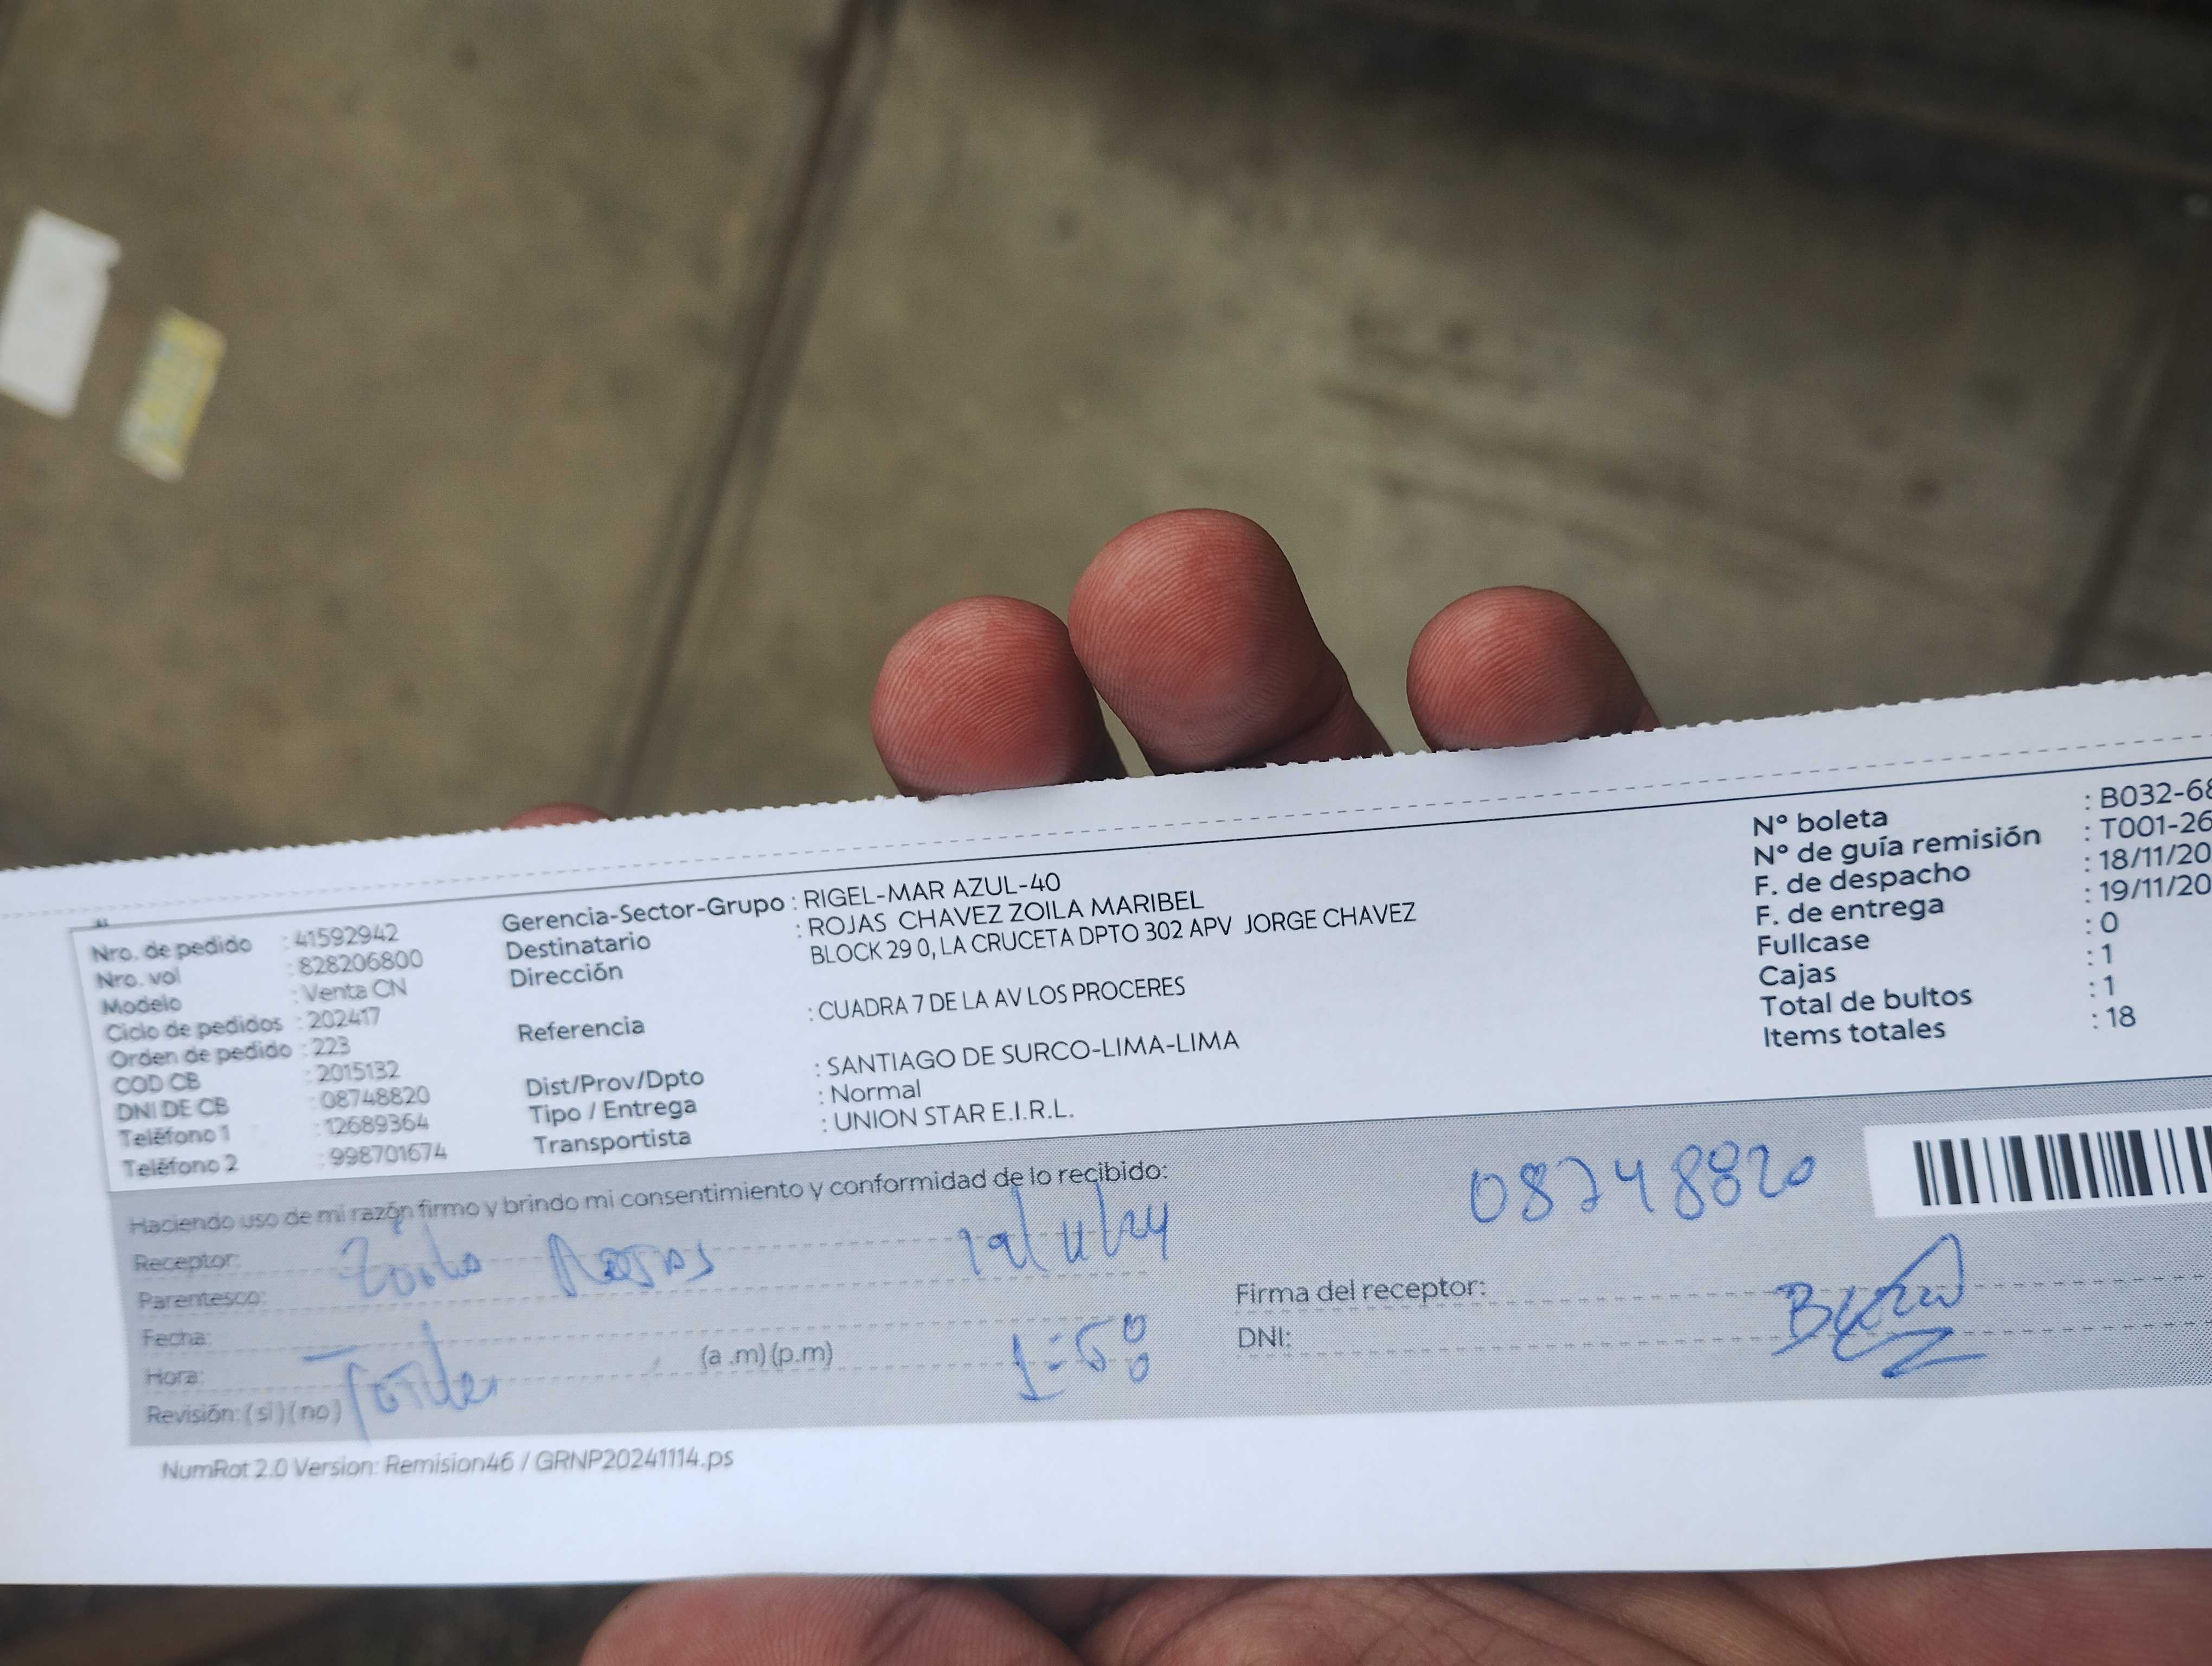 Nro. de pedido : 41592942
Nro. vol : 828206800
Modelo : Venta CN
Ciclo de pedidos : 202417
Orden de pedido : 223
COD CB : 2015132
DNI DE CB : 08748820
Teléfono 1 : 12689364
Teléfono 2 : 998701674
Gerencia-Sector-Grupo : RIGEL-MAR AZUL-40
Destinatario : ROJAS CHAVEZ ZOILA MARIBEL
Dirección BLOCK 29 0, LA CRUCETA DPTO 302 APV JORGE CHAVEZ
Referencia : CUADRA 7 DE LA AV LOS PROCERES
Dist/Prov/Dpto : SANTIAGO DE SURCO-LIMA-LIMA
Tipo / Entrega : Normal
Transportista : UNION STAR E.I.R.L.
Nº boleta : B032-68
Nº de guía remisión : T001-26
F. de despacho : 18/11/20
F. de entrega : 19/11/20
Fullcase : 0
Cajas : 1
Total de bultos : 1
Items totales : 18
Haciendo uso de mi razón firmo y brindo mi consentimiento y conformidad de lo recibido:
Receptor: Zoila Rojas 19/11/24
Parentesco:
Fecha:
Hora: (a .m) (p.m)
Revisión: (si) (no)
08748820
Firma del receptor:
DNI:
NumRot 2.0 Version: Remision46 / GRNP20241114.ps